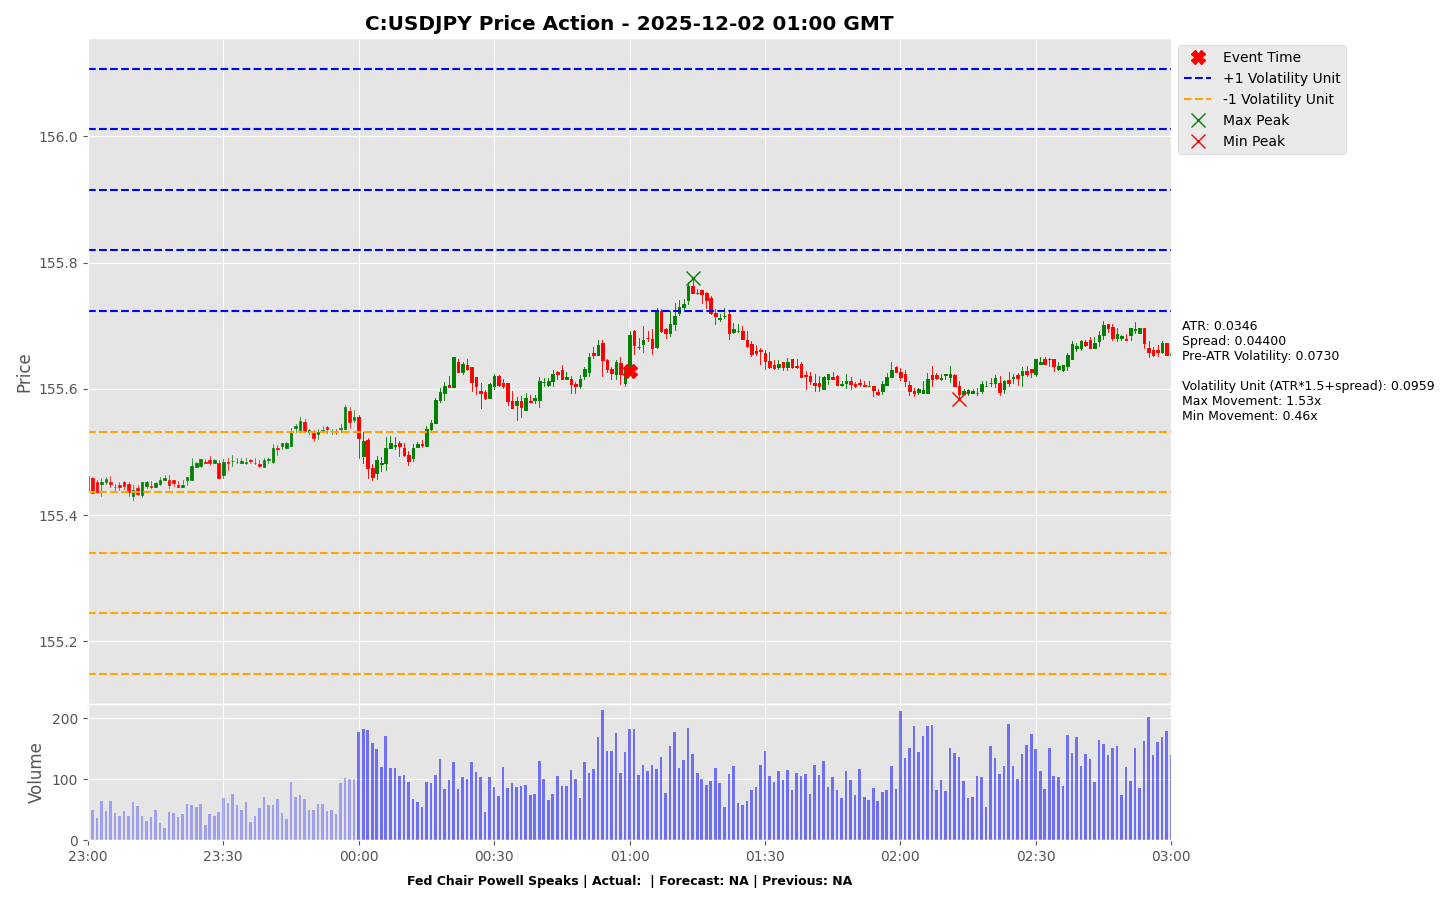 C:USDJPY Price Action - 2025-12-02 01:00 GMT
Event Time
+1 Volatility Unit
-1 Volatility Unit
Max Peak
Min Peak
Price
156.0
155.8
155.6
155.4
155.2
ATR: 0.0346
Spread: 0.04400
Pre-ATR Volatility: 0.0730
Volatility Unit (ATR*1.5+spread): 0.0959
Max Movement: 1.53x
Min Movement: 0.46x
Volume
200
100
0
23:00 23:30 00:00 00:30 01:00 01:30 02:00 02:30 03:00
Fed Chair Powell Speaks | Actual:  | Forecast: NA | Previous: NA